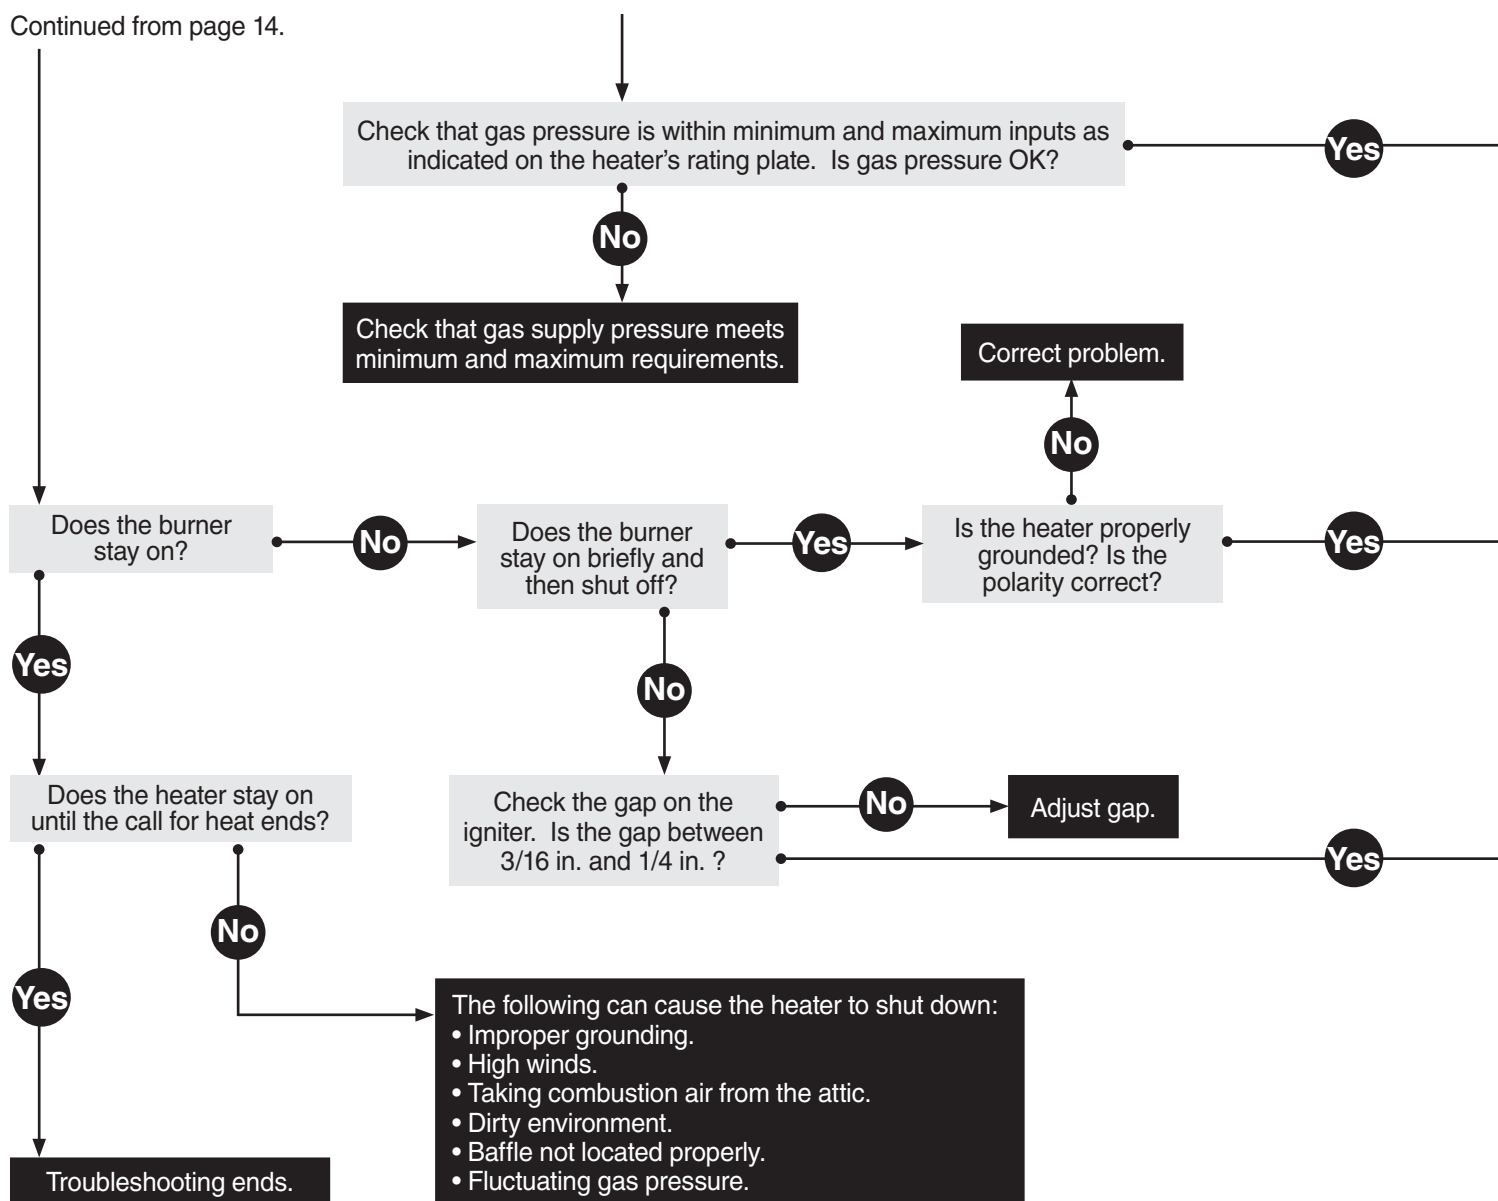 Continued from page 14.
Check that gas pressure is within minimum and maximum inputs as
indicated on the heater’s rating plate.  Is gas pressure OK?
Yes
No
Check that gas supply pressure meets
minimum and maximum requirements.
Correct problem.
No
Does the burner
stay on?
No
Does the burner
stay on briefly and
then shut off?
Yes
Is the heater properly
grounded? Is the
polarity correct?
Yes
Yes
No
Does the heater stay on
until the call for heat ends?
Check the gap on the
igniter.  Is the gap between
3/16 in. and 1/4 in. ?
No
Adjust gap.
Yes
No
Yes
The following can cause the heater to shut down:
• Improper grounding.
• High winds.
• Taking combustion air from the attic.
• Dirty environment.
• Baffle not located properly.
• Fluctuating gas pressure.
Troubleshooting ends.